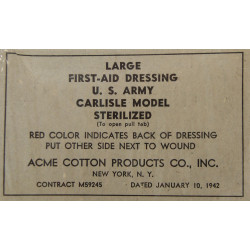 LARGE
FIRST-AID DRESSING
U. S. ARMY
CARLISLE MODEL
STERILIZED
(To open pull tab)
RED COLOR INDICATES BACK OF DRESSING
PUT OTHER SIDE NEXT TO WOUND
ACME COTTON PRODUCTS CO., INC.
NEW YORK, N. Y.
CONTRACT M59245 DATED JANUARY 10, 1942